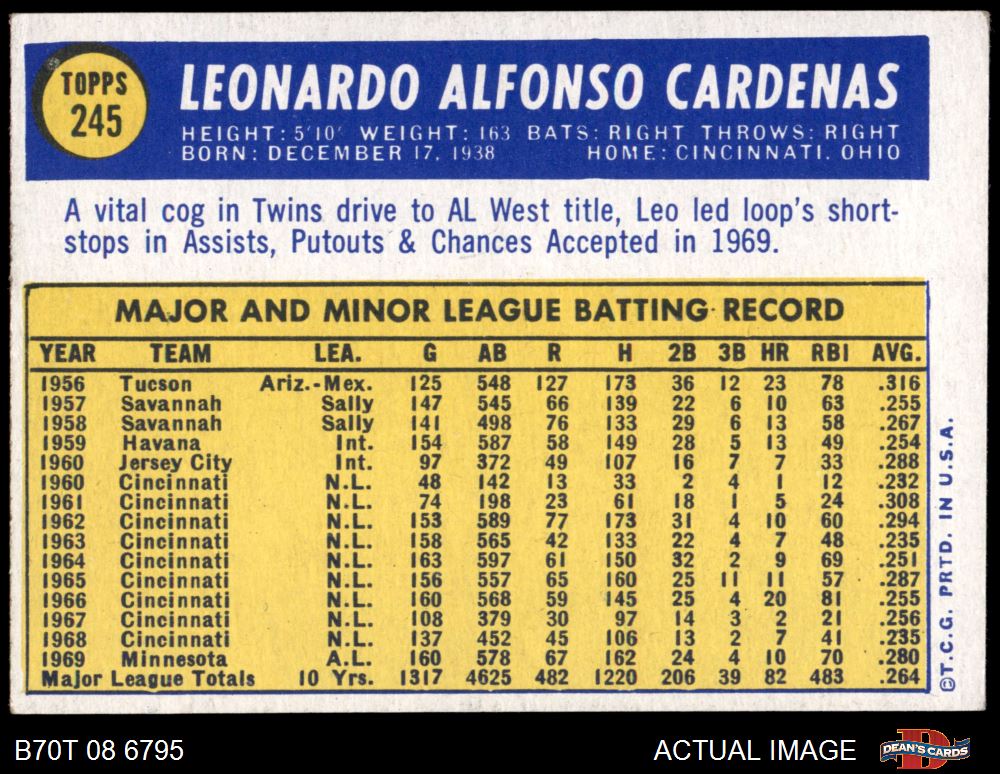 TOPPS
245
LEONARDO ALFONSO CARDENAS
HEIGHT: 5'10" WEIGHT: 163 BATS: RIGHT THROWS: RIGHT
BORN: DECEMBER 17, 1938 HOME: CINCINNATI, OHIO
A vital cog in Twins drive to AL West title, Leo led loop's short-
stops in Assists, Putouts & Chances Accepted in 1969.
MAJOR AND MINOR LEAGUE BATTING RECORD
YEAR TEAM LEA. G AB R H 2B 3B HR RBI AVG.
1956 Tucson Ariz.-Mex. 125 548 127 173 36 12 23 78 .316
1957 Savannah Sally 147 545 66 139 22 6 10 63 .255
1958 Savannah Sally 141 498 76 133 29 6 13 58 .267
1959 Havana Int. 154 587 58 149 28 5 13 49 .254
1960 Jersey City Int. 97 372 49 107 16 7 7 33 .288
1960 Cincinnati N.L. 48 142 13 33 2 4 1 12 .232
1961 Cincinnati N.L. 74 198 23 61 18 1 5 24 .308
1962 Cincinnati N.L. 153 589 77 173 31 4 10 60 .294
1963 Cincinnati N.L. 158 565 42 133 22 4 7 48 .235
1964 Cincinnati N.L. 163 597 61 150 32 2 9 69 .251
1965 Cincinnati N.L. 156 557 65 160 25 11 11 57 .287
1966 Cincinnati N.L. 160 568 59 145 25 4 20 81 .255
1967 Cincinnati N.L. 108 379 30 97 14 3 2 21 .256
1968 Cincinnati N.L. 137 452 45 106 13 2 7 41 .235
1969 Minnesota A.L. 160 578 67 162 24 4 10 70 .280
Major League Totals 10 Yrs. 1317 4625 482 1220 206 39 82 483 .264
©T.C.G. PRTD. IN U.S.A.
B70T 08 6795
ACTUAL IMAGE
DEAN'S CARDS